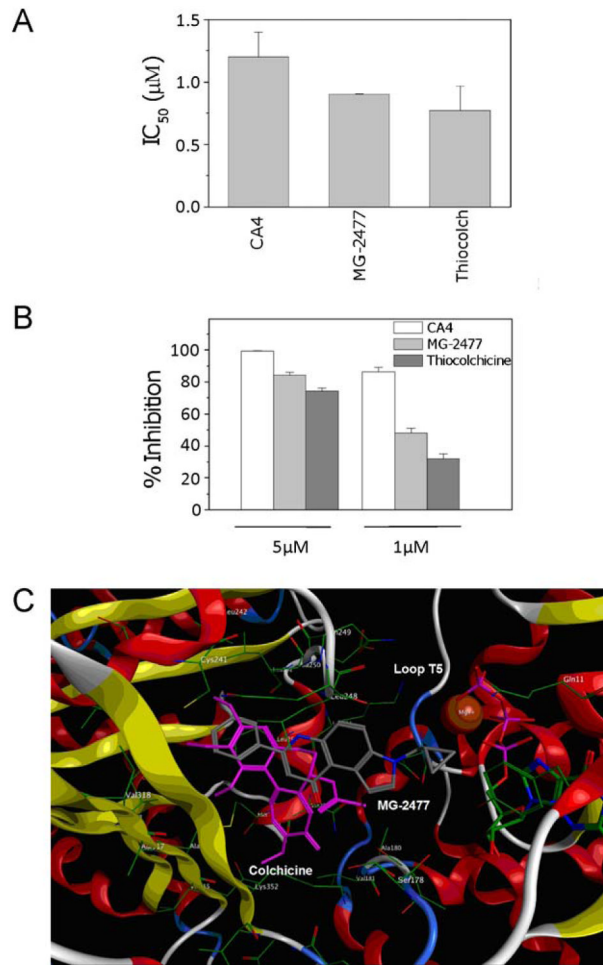 A
1.5
1.0
0.5
0.0
IC50 (μM)
CA4
MG-2477
Thiocolch
B
CA4
MG-2477
Thiocolchicine
100
80
60
40
20
0
% Inhibition
5μM
1μM
C
eu242
Cys241
Leu248
Loop T5
Gln11
MG-2477
Val318
Colchicine
Lys352
Ala180
Val181
Ser178